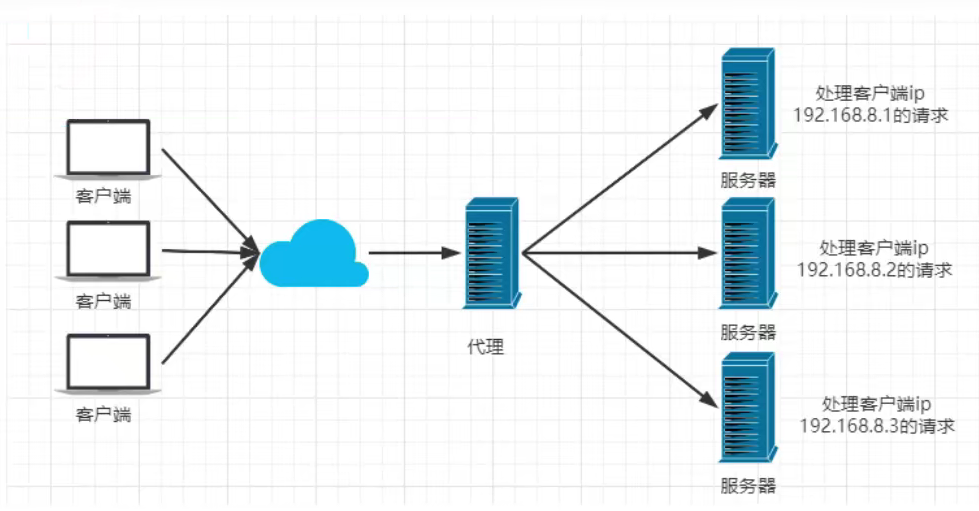 客户端
客户端
客户端
代理
处理客户端ip
192.168.8.1的请求
服务器
处理客户端ip
192.168.8.2的请求
服务器
处理客户端ip
192.168.8.3的请求
服务器